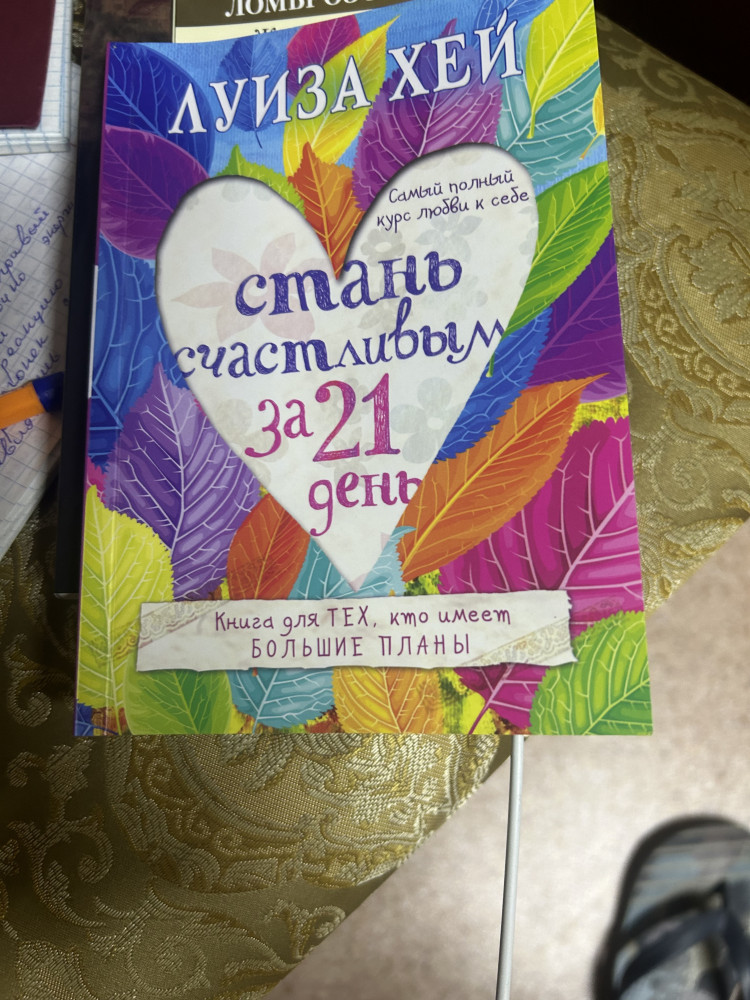 ЛУИЗА ХЕЙ
Самый полный
курс любви к себе
стань
счастливым
за 21
день
Книга для ТЕХ, кто имеет
БОЛЬШИЕ ПЛАНЫ